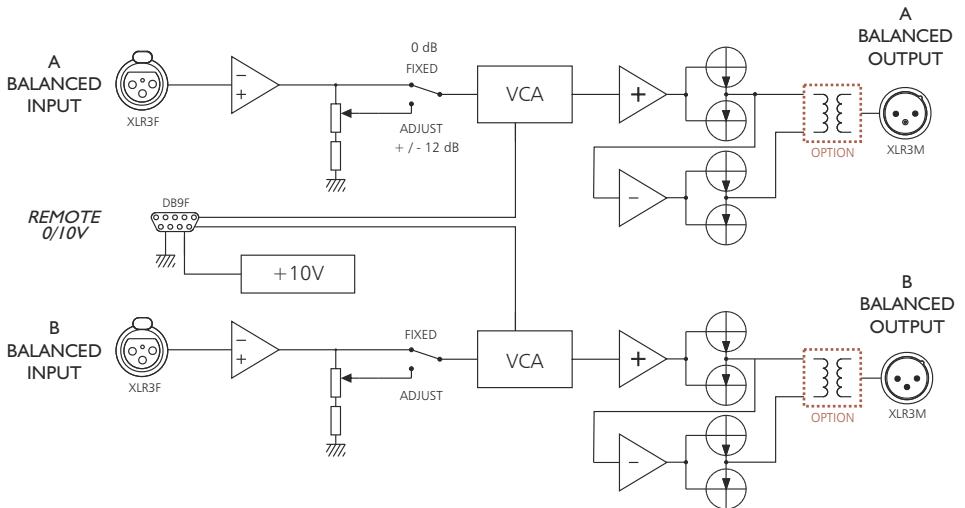 A
BALANCED
INPUT
XLR3F
-
+
0 dB
FIXED
ADJUST
+ / - 12 dB
VCA
+
-
OPTION
A
BALANCED
OUTPUT
XLR3M
REMOTE
0/10V
DB9F
+10V
B
BALANCED
INPUT
XLR3F
-
+
FIXED
ADJUST
VCA
+
-
OPTION
B
BALANCED
OUTPUT
XLR3M